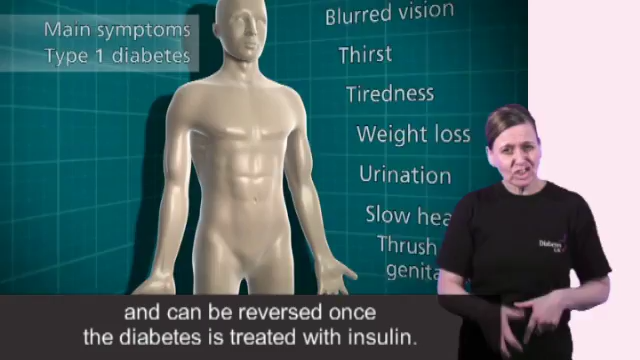 Main symptoms
Type 1 diabetes
Blurred vision
Thirst
Tiredness
Weight loss
Urination
Slow hea
Thrush
genita
Diabetes
and can be reversed once
the diabetes is treated with insulin.